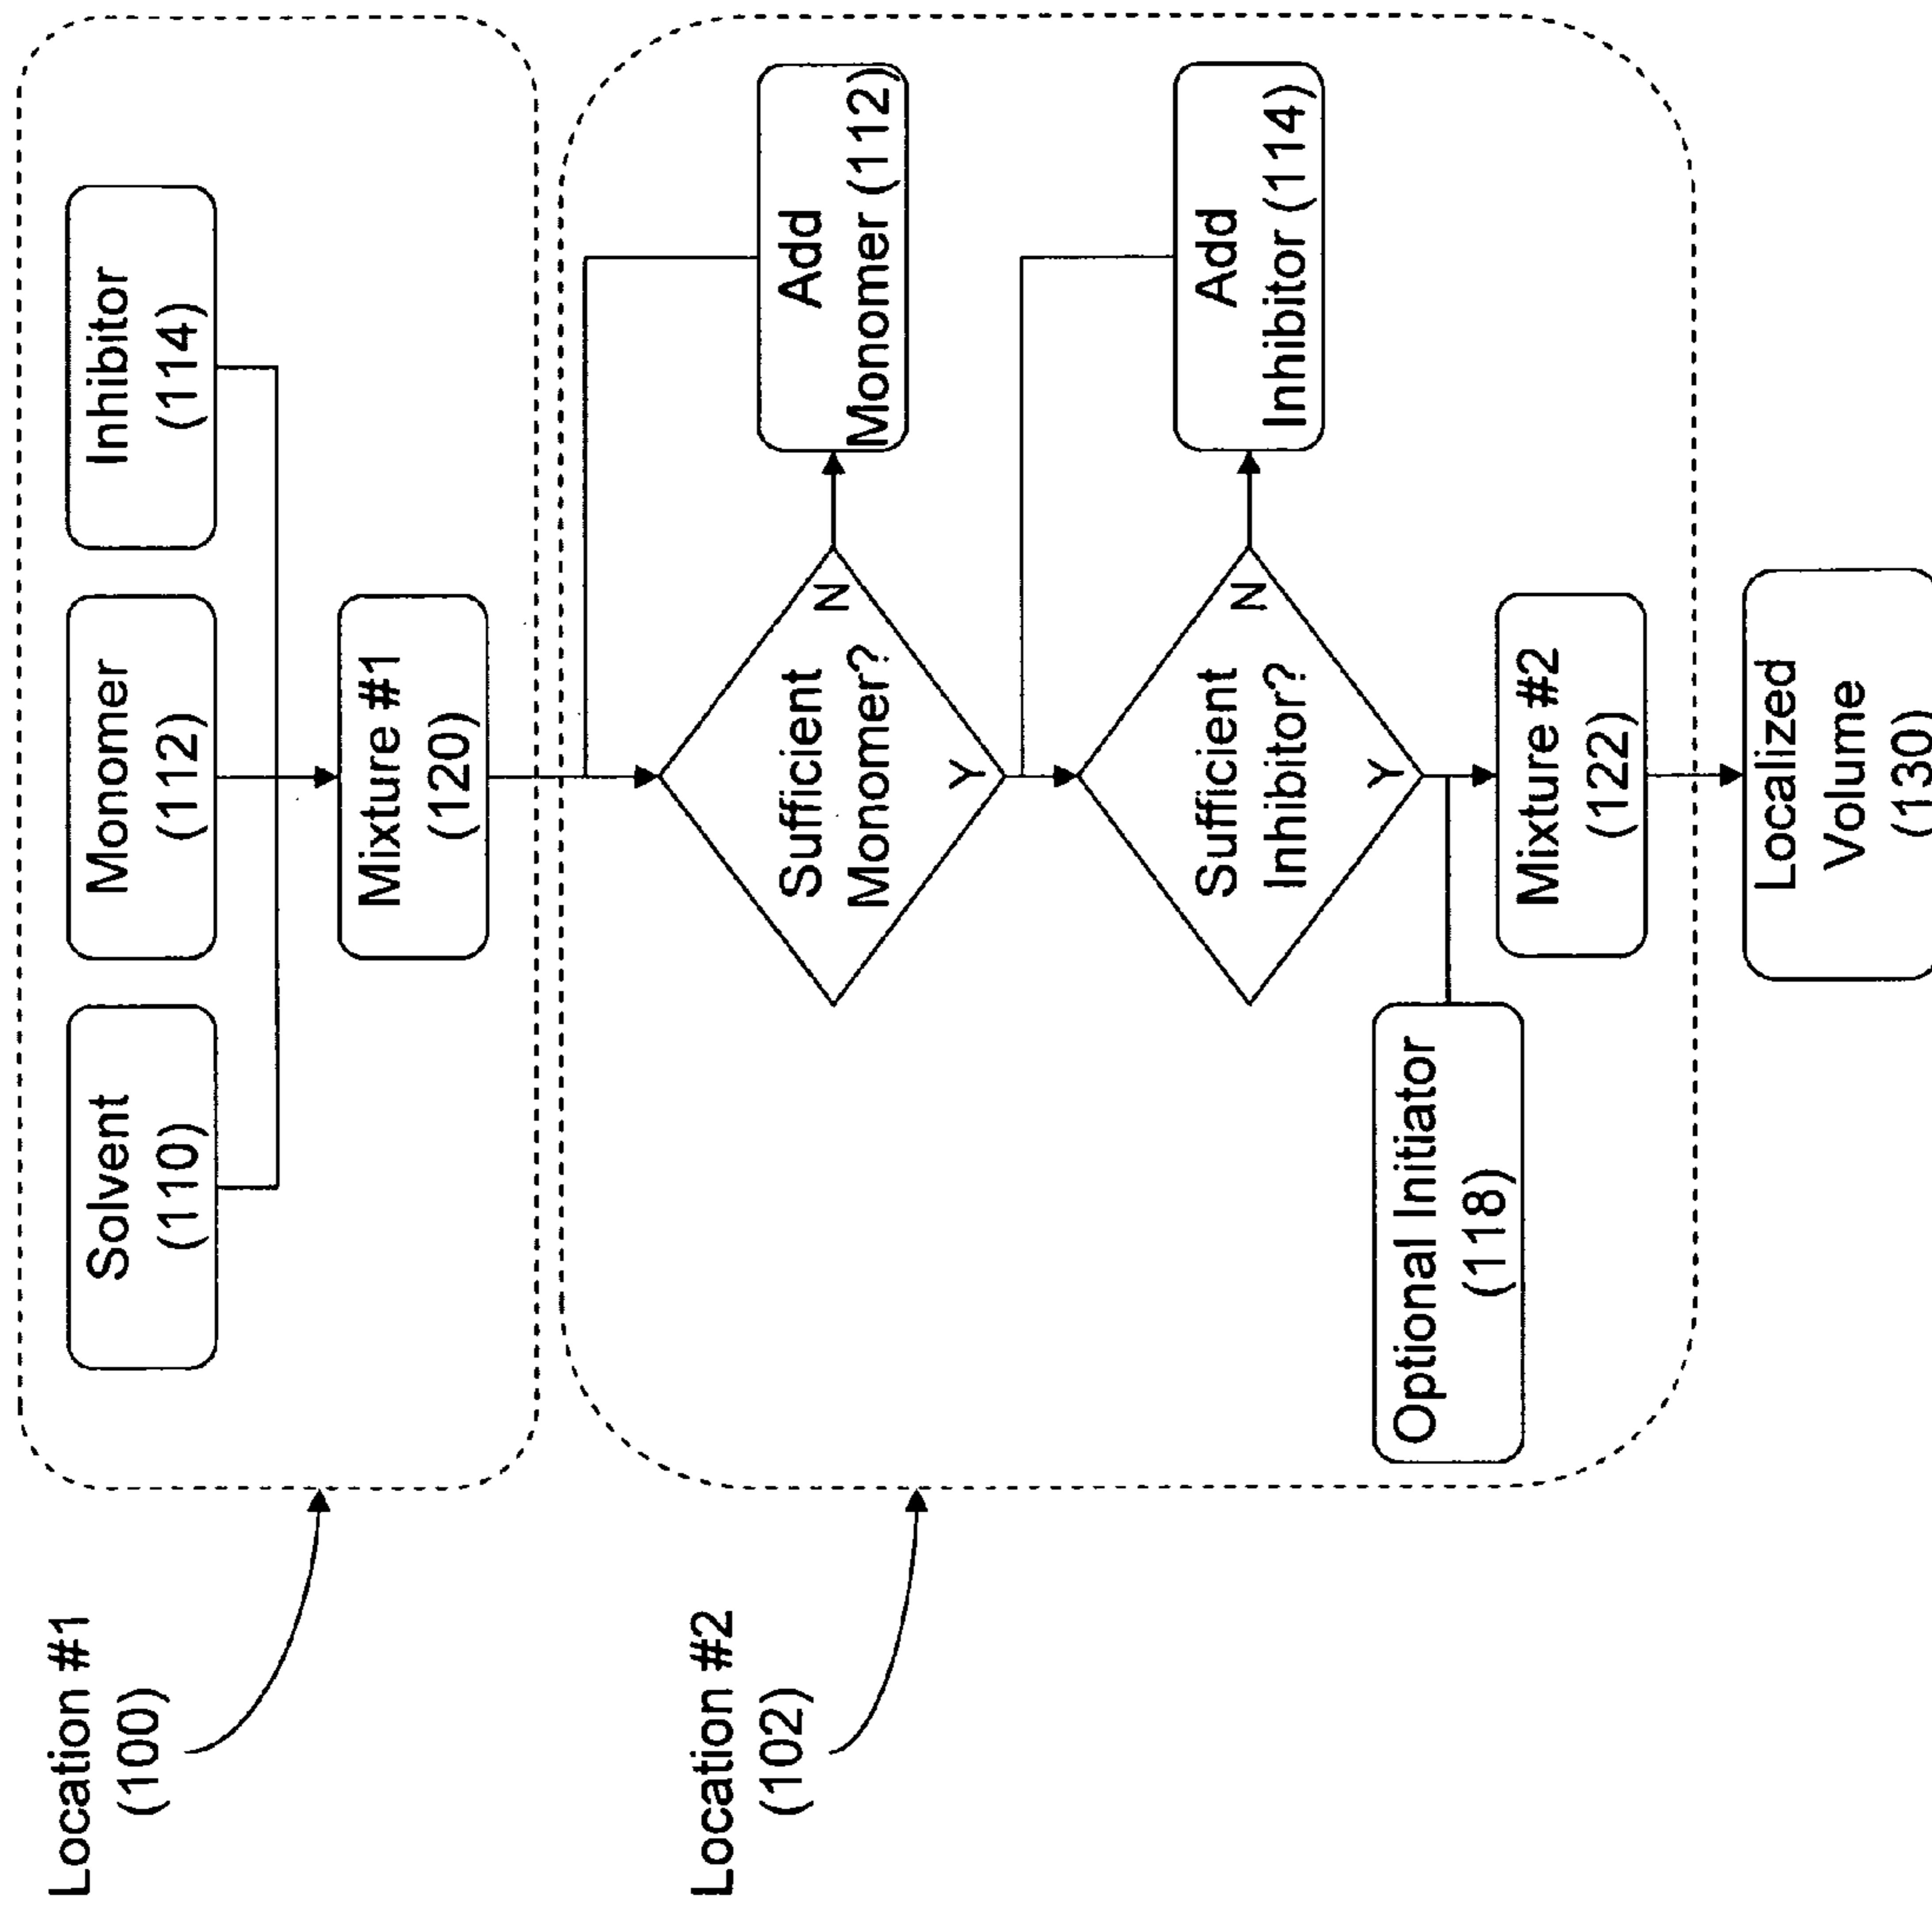 Location #1
(100)
Solvent
(110)
Monomer
(112)
Inhibitor
(114)
Mixture #1
(120)
Location #2
(102)
Sufficient
Monomer?
N
Y
Add
Monomer (112)
Sufficient
Inhibitor?
N
Y
Add
Inhibitor (114)
Optional Initiator
(118)
Mixture #2
(122)
Localized
Volume
(130)